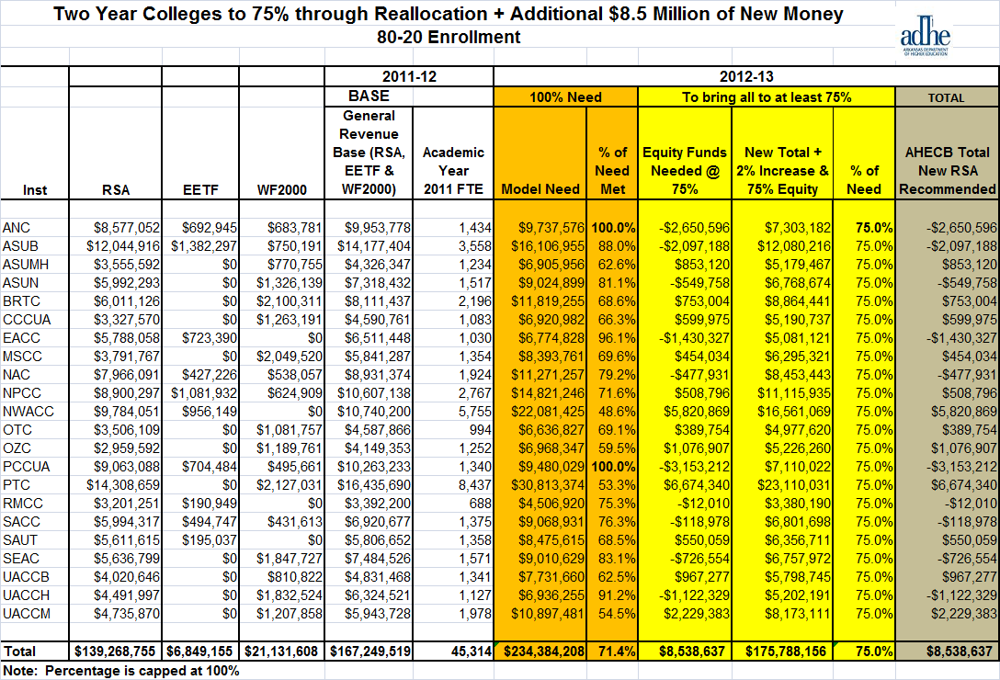 Two Year Colleges to 75% through Reallocation + Additional $8.5 Million of New Money
80-20 Enrollment
adhe
ARKANSAS DEPARTMENT
OF HIGHER EDUCATION
2011-12 2012-13
BASE 100% Need To bring all to at least 75% TOTAL
Inst RSA EETF WF2000 General Revenue Base (RSA, EETF & WF2000) Academic Year 2011 FTE Model Need % of Need Met Equity Funds Needed @ 75% New Total + 2% Increase & 75% Equity % of Need AHECB Total New RSA Recommended
ANC $8,577,052 $692,945 $683,781 $9,953,778 1,434 $9,737,576 100.0% -$2,650,596 $7,303,182 75.0% -$2,650,596
ASUB $12,044,916 $1,382,297 $750,191 $14,177,404 3,558 $16,106,955 88.0% -$2,097,188 $12,080,216 75.0% -$2,097,188
ASUMH $3,555,592 $0 $770,755 $4,326,347 1,234 $6,905,956 62.6% $853,120 $5,179,467 75.0% $853,120
ASUN $5,992,293 $0 $1,326,139 $7,318,432 1,517 $9,024,899 81.1% -$549,758 $6,768,674 75.0% -$549,758
BRTC $6,011,126 $0 $2,100,311 $8,111,437 2,196 $11,819,255 68.6% $753,004 $8,864,441 75.0% $753,004
CCCUA $3,327,570 $0 $1,263,191 $4,590,761 1,083 $6,920,982 66.3% $599,975 $5,190,737 75.0% $599,975
EACC $5,788,058 $723,390 $0 $6,511,448 1,030 $6,774,828 96.1% -$1,430,327 $5,081,121 75.0% -$1,430,327
MSCC $3,791,767 $0 $2,049,520 $5,841,287 1,354 $8,393,761 69.6% $454,034 $6,295,321 75.0% $454,034
NAC $7,966,091 $427,226 $538,057 $8,931,374 1,924 $11,271,257 79.2% -$477,931 $8,453,443 75.0% -$477,931
NPCC $8,900,297 $1,081,932 $624,909 $10,607,138 2,767 $14,821,246 71.6% $508,796 $11,115,935 75.0% $508,796
NWACC $9,784,051 $956,149 $0 $10,740,200 5,755 $22,081,425 48.6% $5,820,869 $16,561,069 75.0% $5,820,869
OTC $3,506,109 $0 $1,081,757 $4,587,866 994 $6,636,827 69.1% $389,754 $4,977,620 75.0% $389,754
OZC $2,959,592 $0 $1,189,761 $4,149,353 1,252 $6,968,347 59.5% $1,076,907 $5,226,260 75.0% $1,076,907
PCCUA $9,063,088 $704,484 $495,661 $10,263,233 1,340 $9,480,029 100.0% -$3,153,212 $7,110,022 75.0% -$3,153,212
PTC $14,308,659 $0 $2,127,031 $16,435,690 8,437 $30,813,374 53.3% $6,674,340 $23,110,031 75.0% $6,674,340
RMCC $3,201,251 $190,949 $0 $3,392,200 688 $4,506,920 75.3% -$12,010 $3,380,190 75.0% -$12,010
SACC $5,994,317 $494,747 $431,613 $6,920,677 1,375 $9,068,931 76.3% -$118,978 $6,801,698 75.0% -$118,978
SAUT $5,611,615 $195,037 $0 $5,806,652 1,358 $8,475,615 68.5% $550,059 $6,356,711 75.0% $550,059
SEAC $5,636,799 $0 $1,847,727 $7,484,526 1,571 $9,010,629 83.1% -$726,554 $6,757,972 75.0% -$726,554
UACCB $4,020,646 $0 $810,822 $4,831,468 1,341 $7,731,660 62.5% $967,277 $5,798,745 75.0% $967,277
UACCH $4,491,997 $0 $1,832,524 $6,324,521 1,127 $6,936,255 91.2% -$1,122,329 $5,202,191 75.0% -$1,122,329
UACCM $4,735,870 $0 $1,207,858 $5,943,728 1,978 $10,897,481 54.5% $2,229,383 $8,173,111 75.0% $2,229,383
Total $139,268,755 $6,849,155 $21,131,608 $167,249,519 45,314 $234,384,208 71.4% $8,538,637 $175,788,156 75.0% $8,538,637
Note: Percentage is capped at 100%